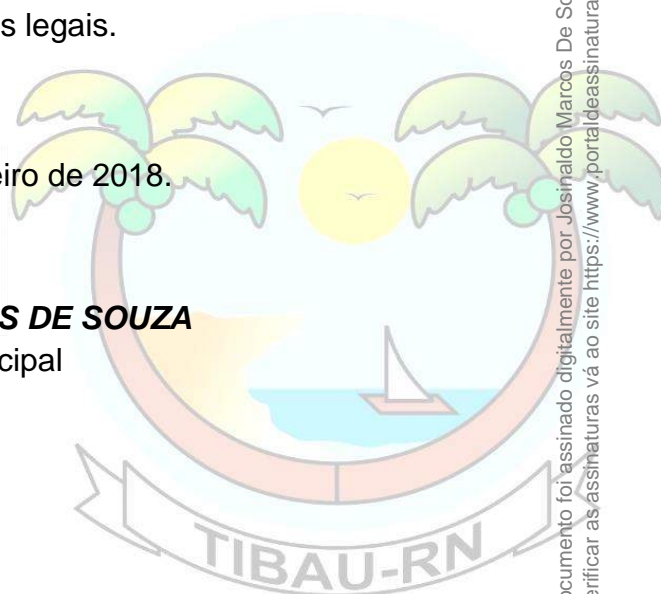 s legais.
eiro de 2018.
S DE SOUZA
cipal
TIBAU-RN
cumento foi assinado digitalmente por Josinaldo Marcos De So
erificar as assinaturas vá ao site https://www.portaldeassinatura